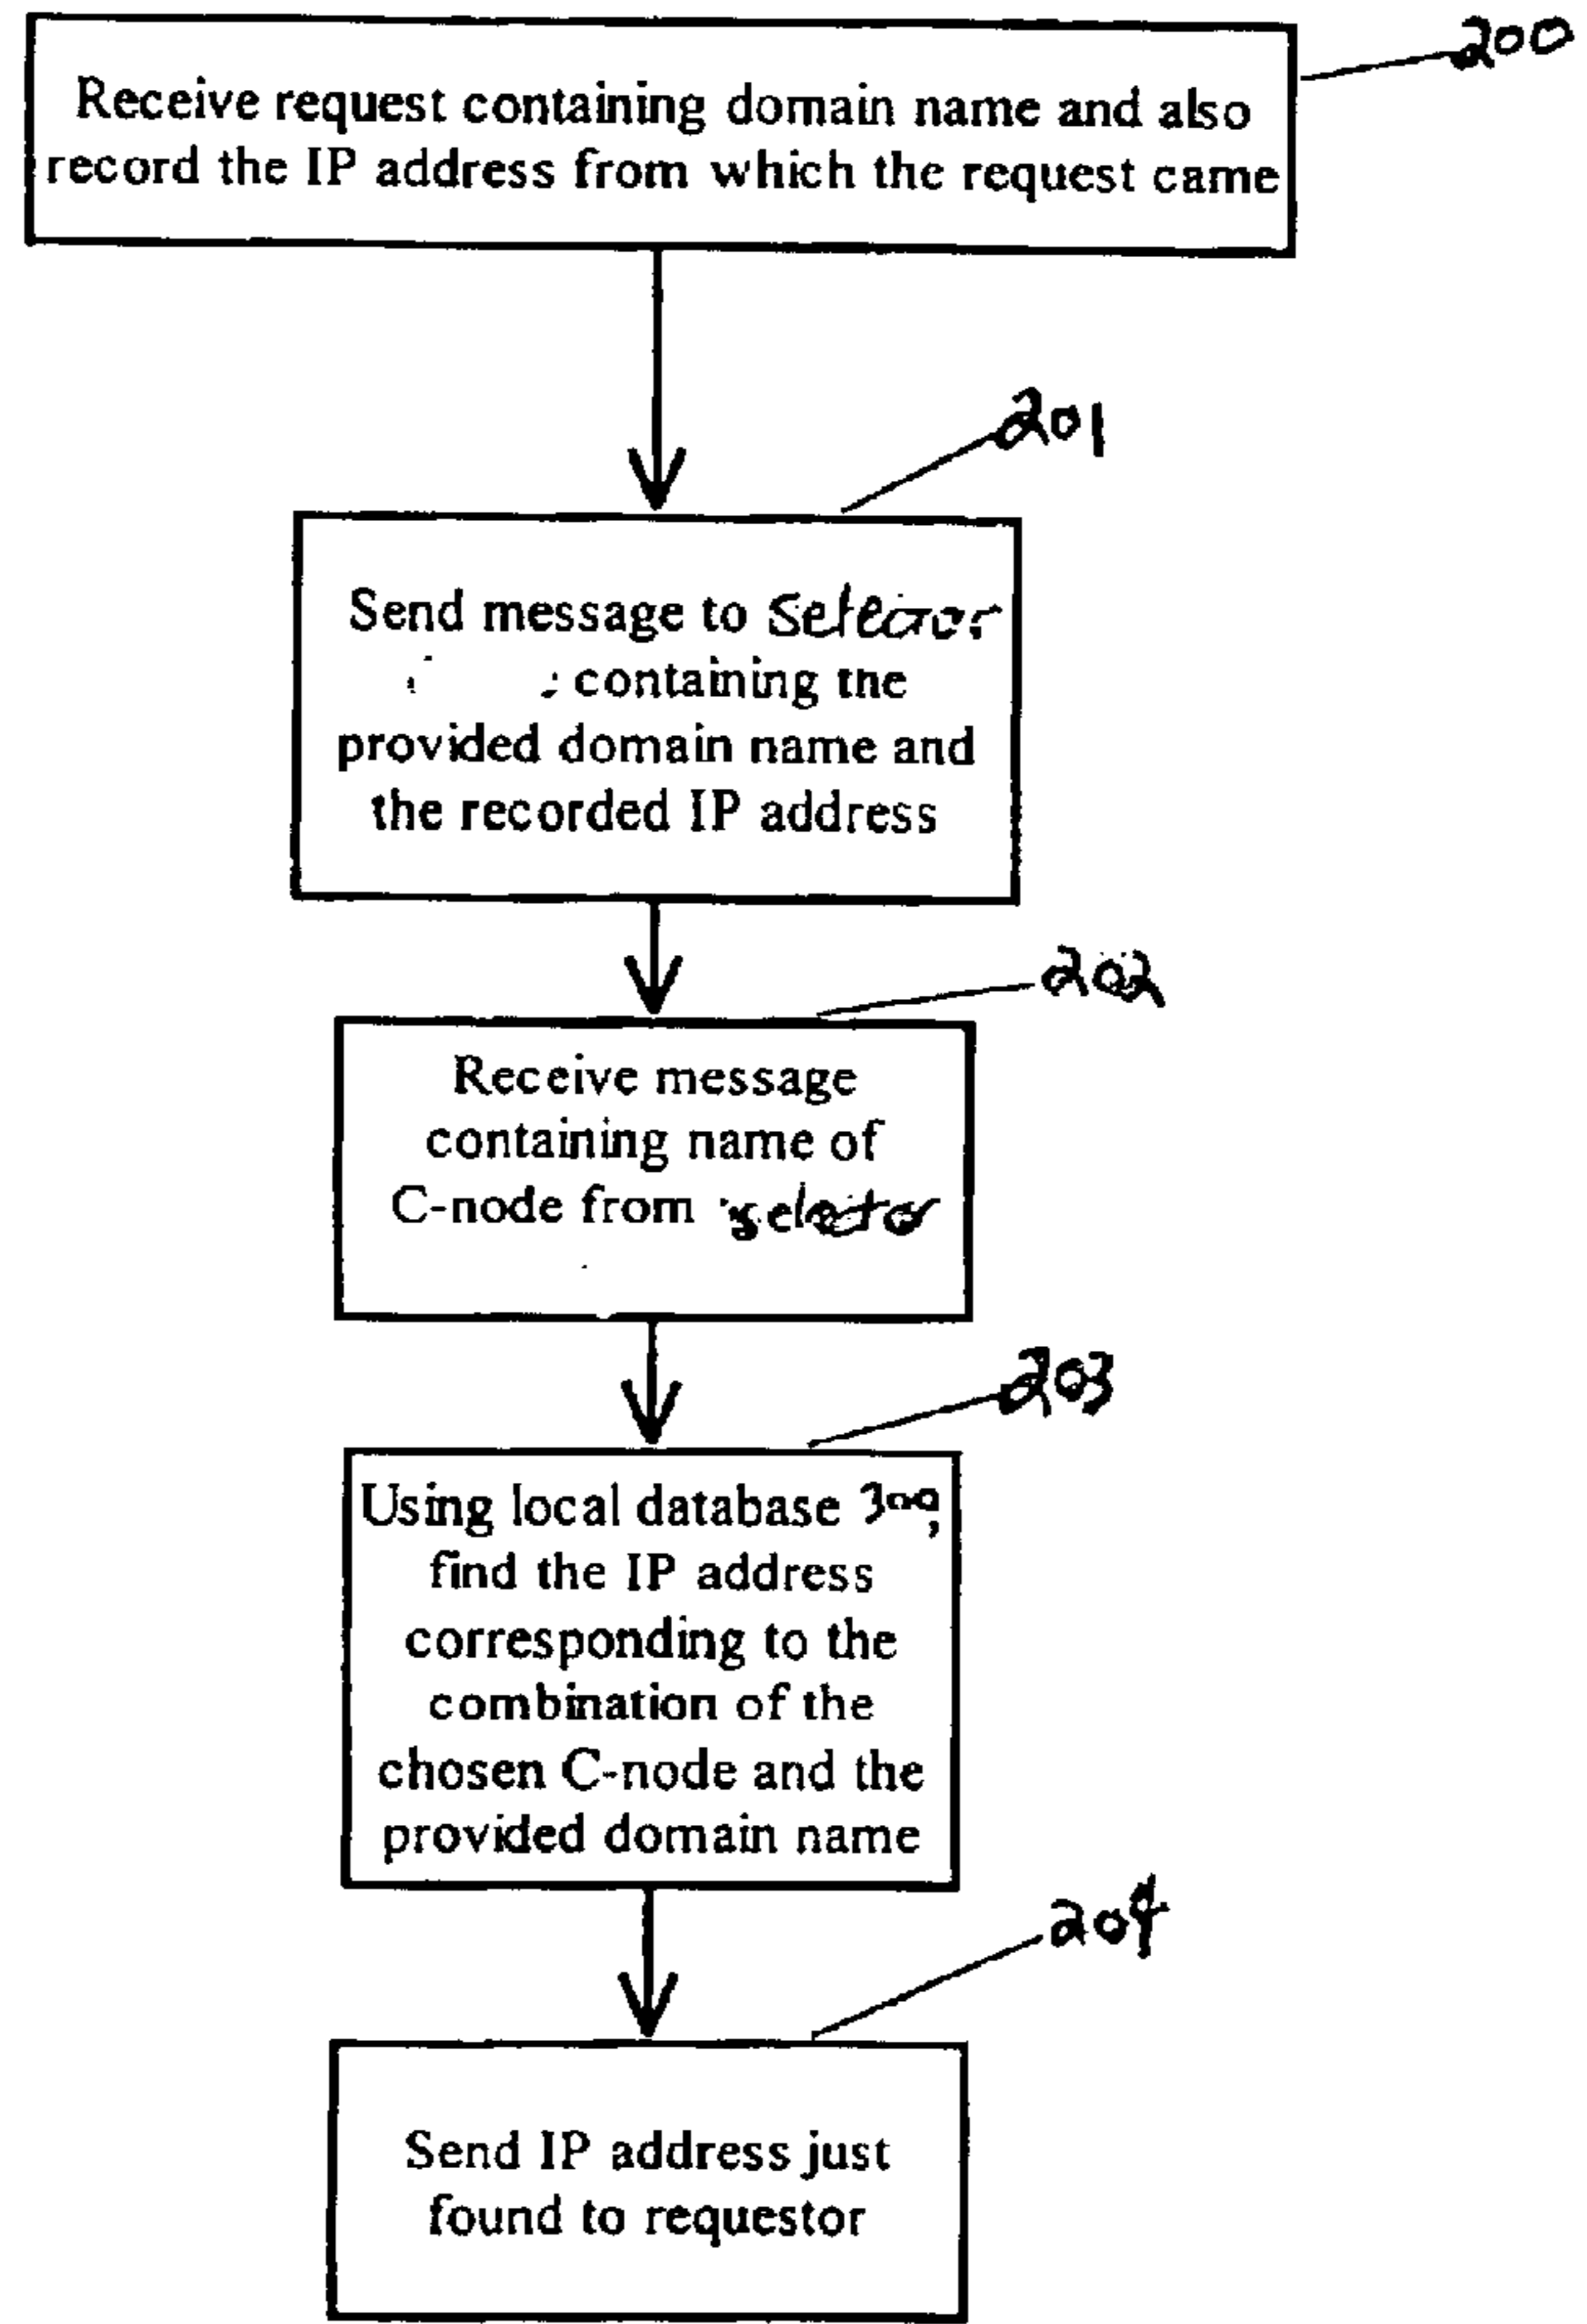 200
Receive request containing domain name and also
record the IP address from which the request came
201
Send message to selector
containing the
provided domain name and
the recorded IP address
202
Receive message
containing name of
C-node from selector
203
Using local database
find the IP address
corresponding to the
combination of the
chosen C-node and the
provided domain name
204
Send IP address just
found to requestor